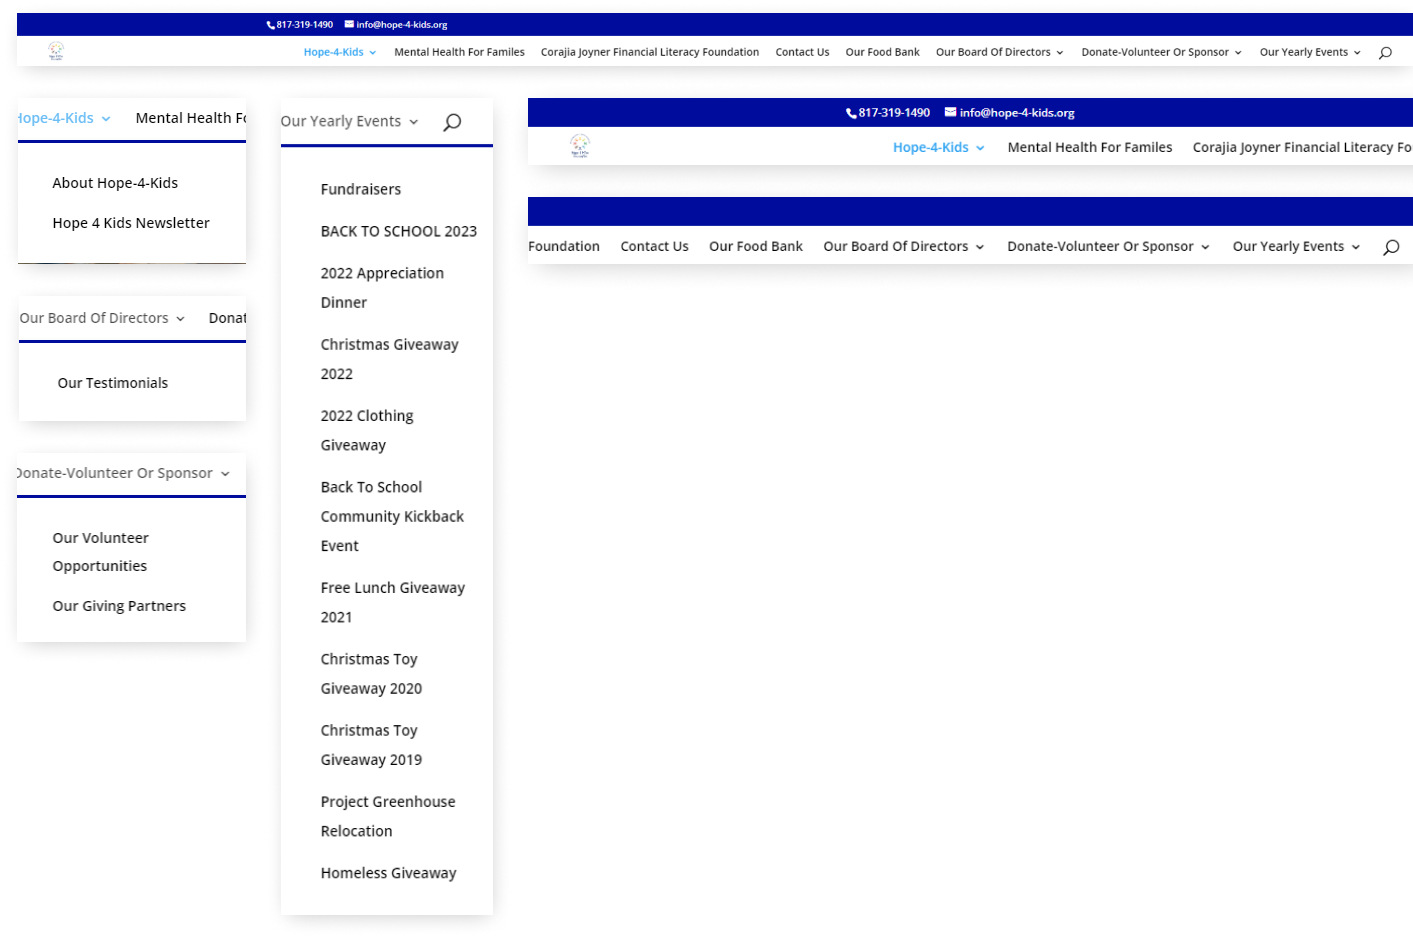 817-319-1490 info@hope-4-kids.org
Hope-4-Kids Mental Health For Familes Corajia Joyner Financial Literacy Foundation Contact Us Our Food Bank Our Board Of Directors Donate-Volunteer Or Sponsor Our Yearly Events
Hope-4-Kids Mental Health Fo
About Hope-4-Kids
Hope 4 Kids Newsletter
Our Board Of Directors Donat
Our Testimonials
Donate-Volunteer Or Sponsor
Our Volunteer
Opportunities
Our Giving Partners
Our Yearly Events
Fundraisers
BACK TO SCHOOL 2023
2022 Appreciation
Dinner
Christmas Giveaway
2022
2022 Clothing
Giveaway
Back To School
Community Kickback
Event
Free Lunch Giveaway
2021
Christmas Toy
Giveaway 2020
Christmas Toy
Giveaway 2019
Project Greenhouse
Relocation
Homeless Giveaway
817-319-1490 info@hope-4-kids.org
Hope-4-Kids Mental Health For Familes Corajia Joyner Financial Literacy Fo
Foundation Contact Us Our Food Bank Our Board Of Directors Donate-Volunteer Or Sponsor Our Yearly Events